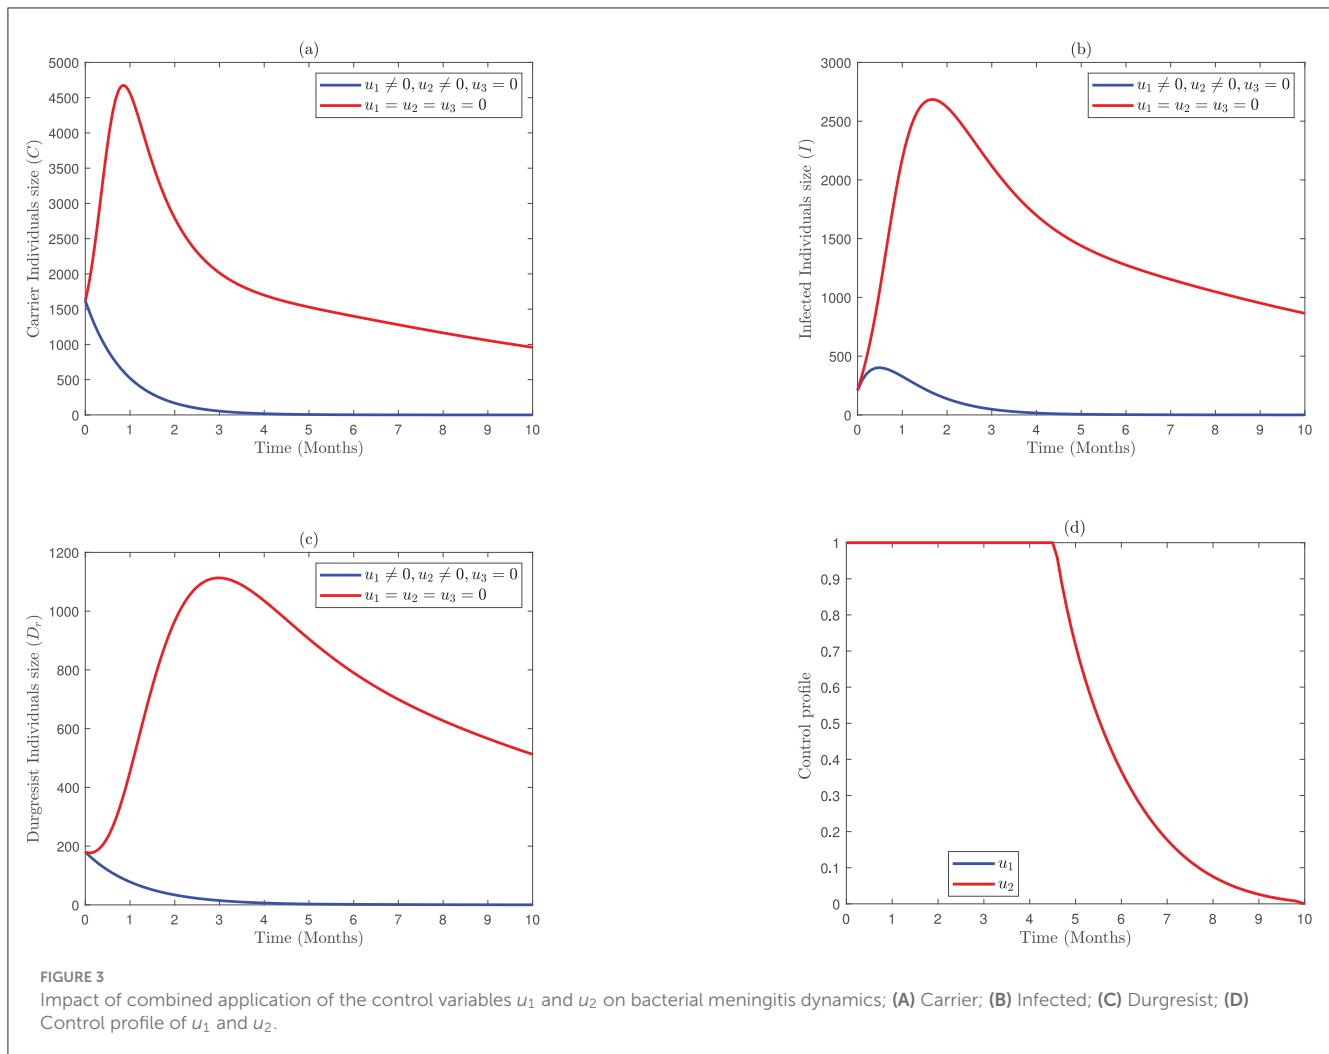 (a)
5000
4500
4000
3500
3000
2500
2000
1500
1000
500
0
Carrier Individuals size (C)
u₁ ≠ 0, u₂ ≠ 0, u₃ = 0
u₁ = u₂ = u₃ = 0
0 1 2 3 4 5 6 7 8 9 10
Time (Months)
(b)
3000
2500
2000
1500
1000
500
0
Infected Individuals size (I)
u₁ ≠ 0, u₂ ≠ 0, u₃ = 0
u₁ = u₂ = u₃ = 0
0 1 2 3 4 5 6 7 8 9 10
Time (Months)
(c)
1200
1000
800
600
400
200
0
Durgresist Individuals size (Dᵣ)
u₁ ≠ 0, u₂ ≠ 0, u₃ = 0
u₁ = u₂ = u₃ = 0
0 1 2 3 4 5 6 7 8 9 10
Time (Months)
(d)
1
0.9
0.8
0.7
0.6
0.5
0.4
0.3
0.2
0.1
0
Control profile
u₁
u₂
0 1 2 3 4 5 6 7 8 9 10
Time (Months)
FIGURE 3
Impact of combined application of the control variables u₁ and u₂ on bacterial meningitis dynamics; (A) Carrier; (B) Infected; (C) Durgresist; (D)
Control profile of u₁ and u₂.